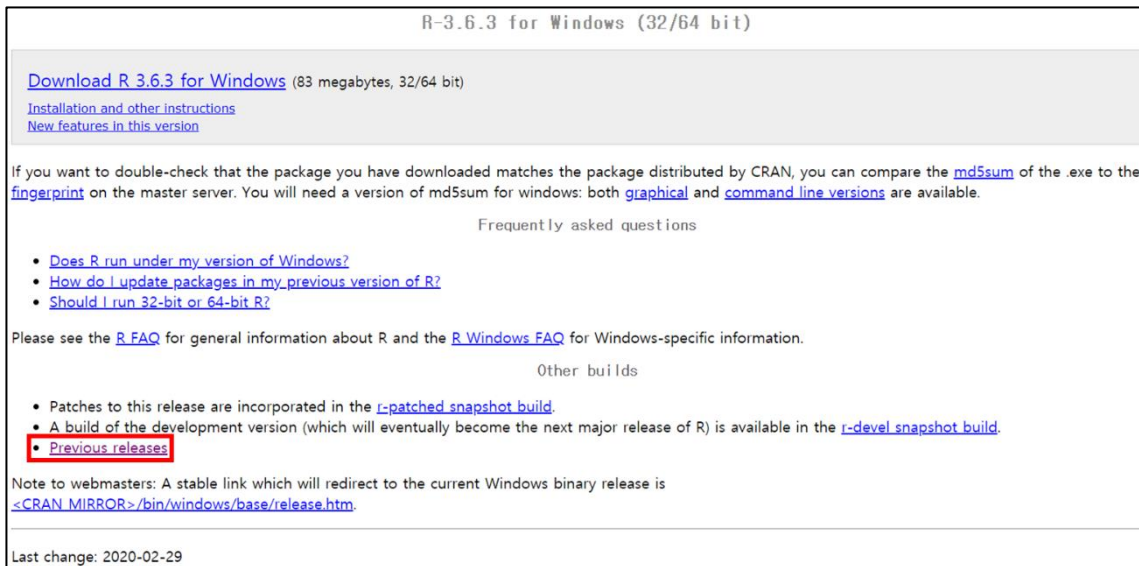 R-3.6.3 for Windows (32/64 bit)
Download R 3.6.3 for Windows (83 megabytes, 32/64 bit)
Installation and other instructions
New features in this version
If you want to double-check that the package you have downloaded matches the package distributed by CRAN, you can compare the md5sum of the .exe to the
fingerprint on the master server. You will need a version of md5sum for windows: both graphical and command line versions are available.
Frequently asked questions
• Does R run under my version of Windows?
• How do I update packages in my previous version of R?
• Should I run 32-bit or 64-bit R?
Please see the R FAQ for general information about R and the R Windows FAQ for Windows-specific information.
Other builds
• Patches to this release are incorporated in the r-patched snapshot build.
• A build of the development version (which will eventually become the next major release of R) is available in the r-devel snapshot build.
• Previous releases
Note to webmasters: A stable link which will redirect to the current Windows binary release is
<CRAN MIRROR>/bin/windows/base/release.htm.
Last change: 2020-02-29